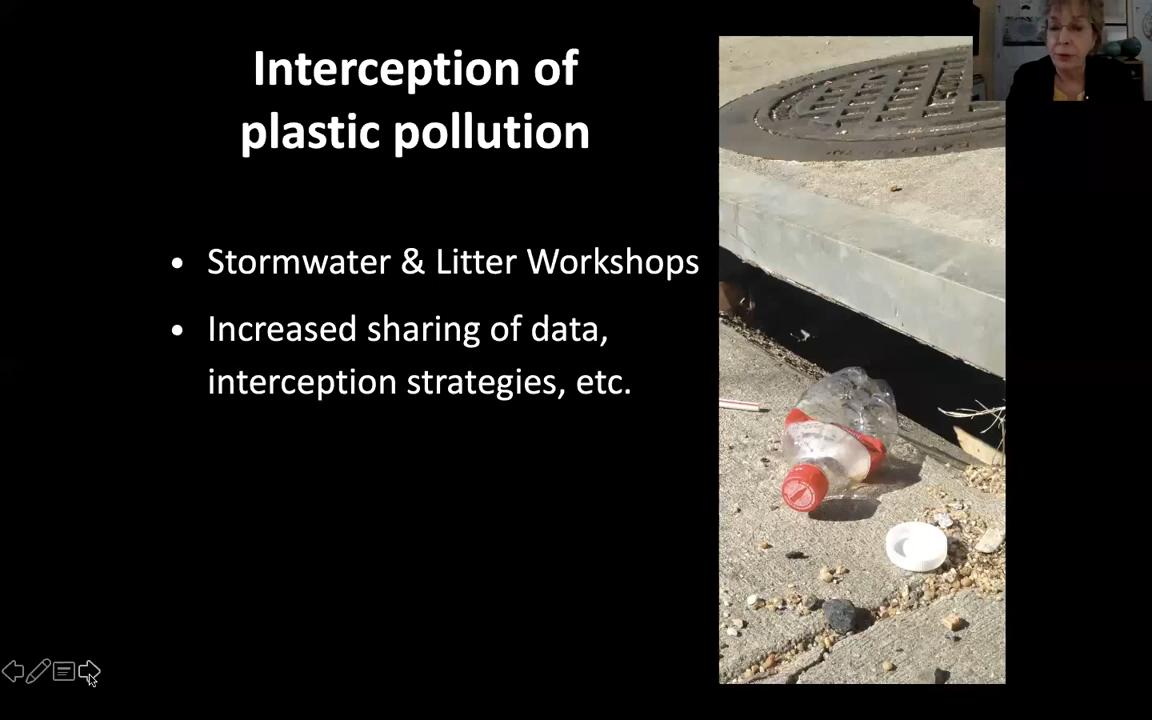 Interception of
plastic pollution
• Stormwater & Litter Workshops
• Increased sharing of data,
interception strategies, etc.